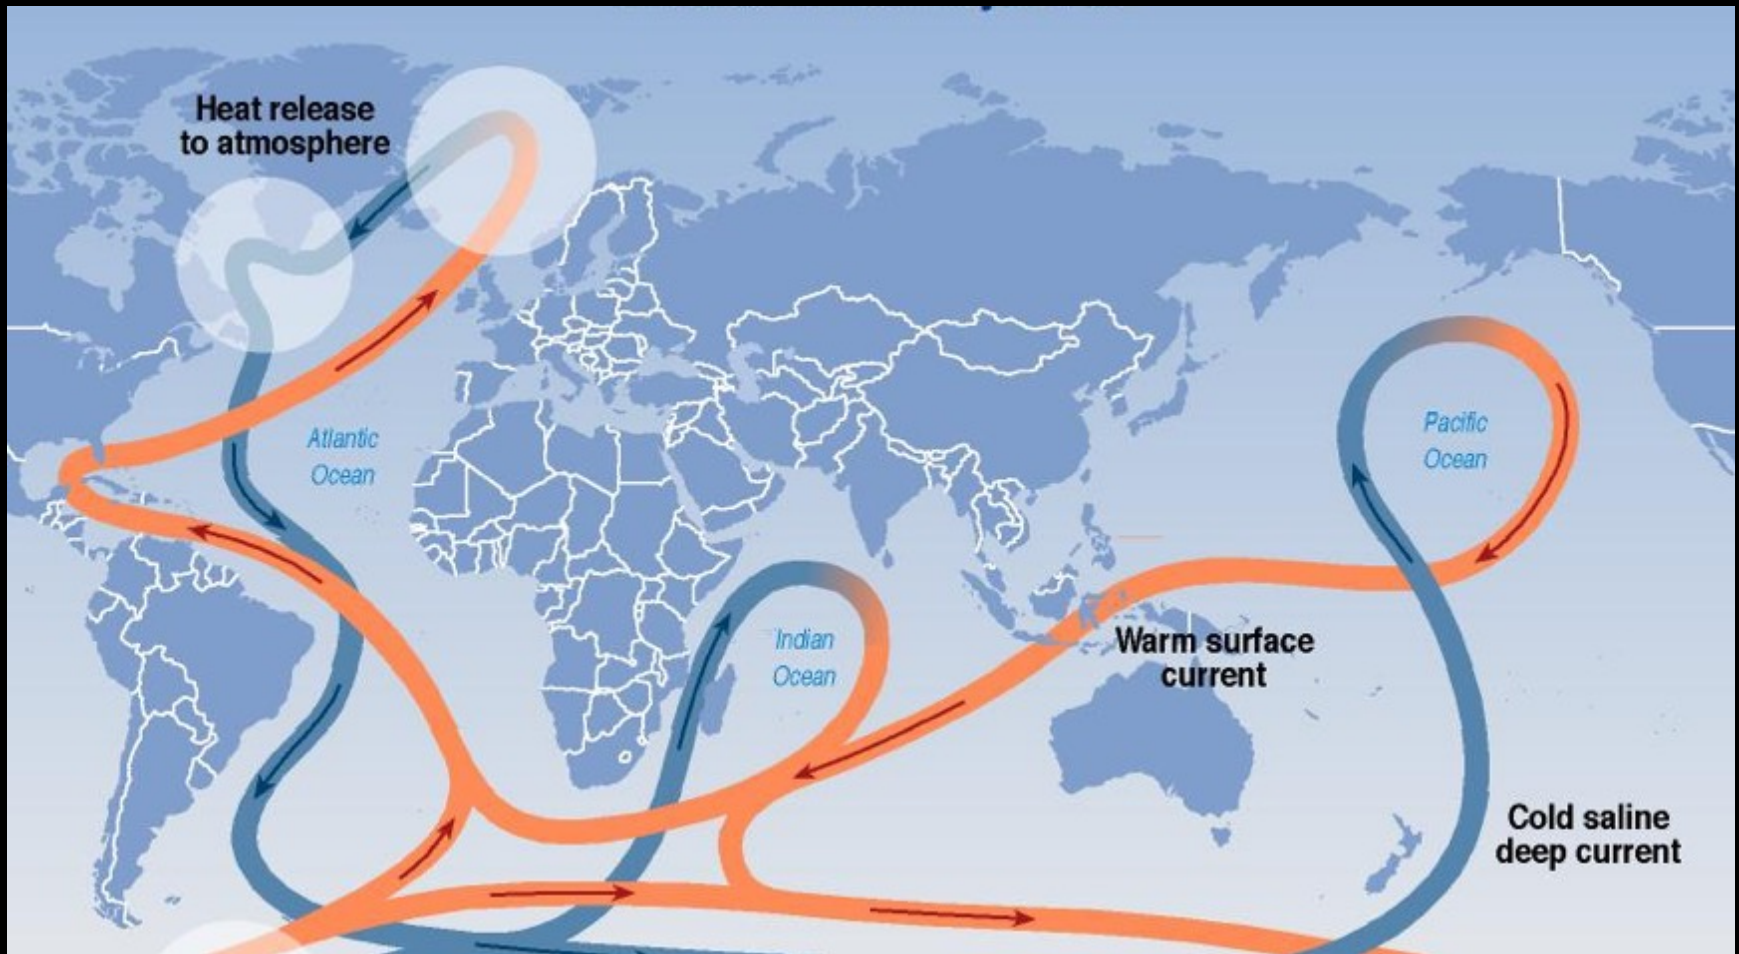 Heat release
to atmosphere
Atlantic
Ocean
Pacific
Ocean
Indian
Ocean
Warm surface
current
Cold saline
deep current